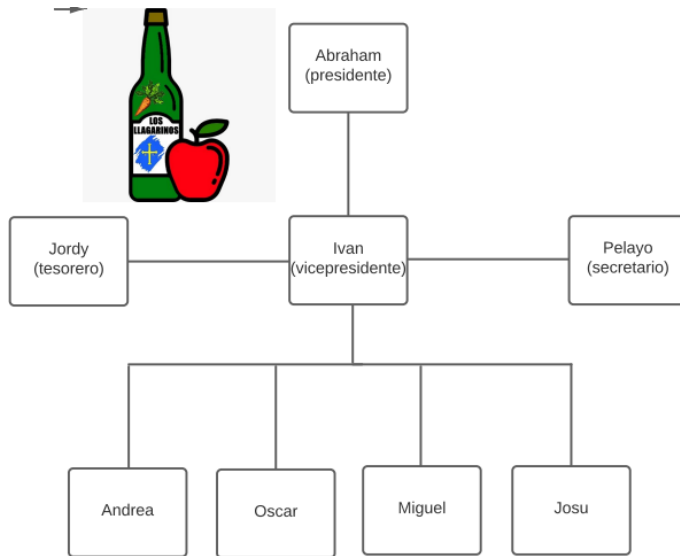 Abraham
(presidente)
LOS
LLAGARINOS
Jordy
(tesorero)
Ivan
(vicepresidente)
Pelayo
(secretario)
Andrea
Oscar
Miguel
Josu